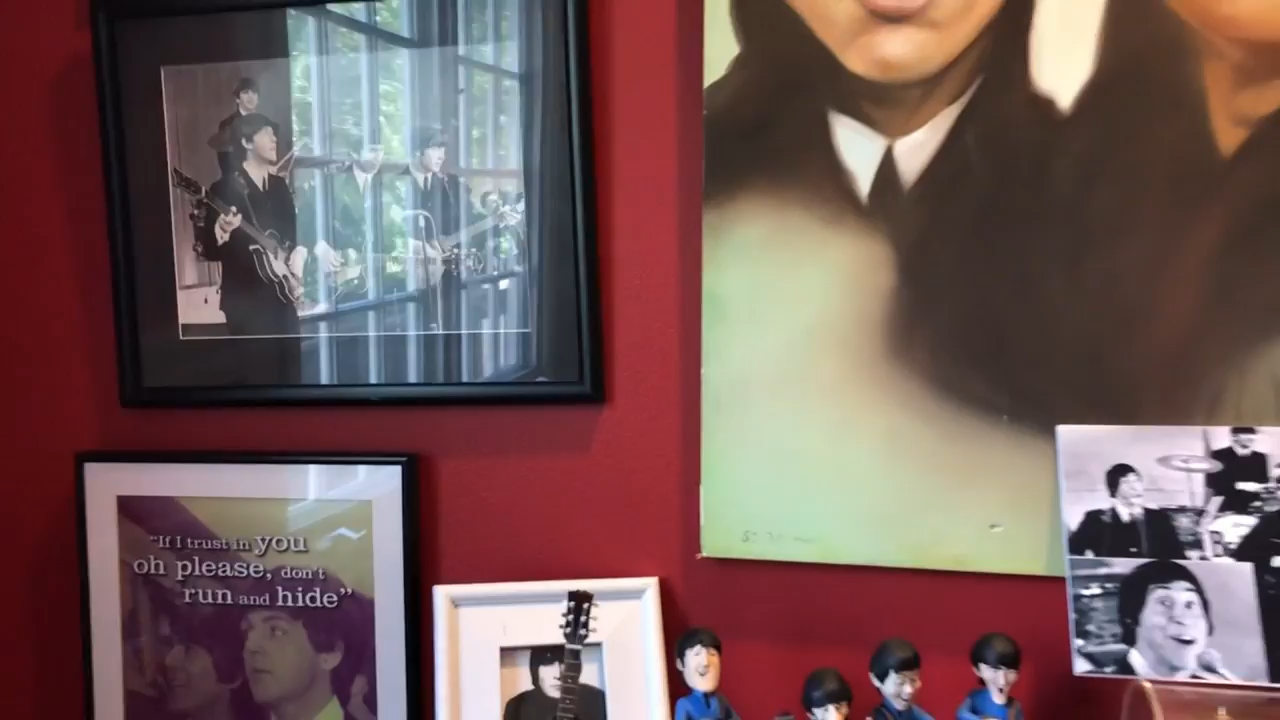 "If I trust in you
oh please, don't
run and hide"